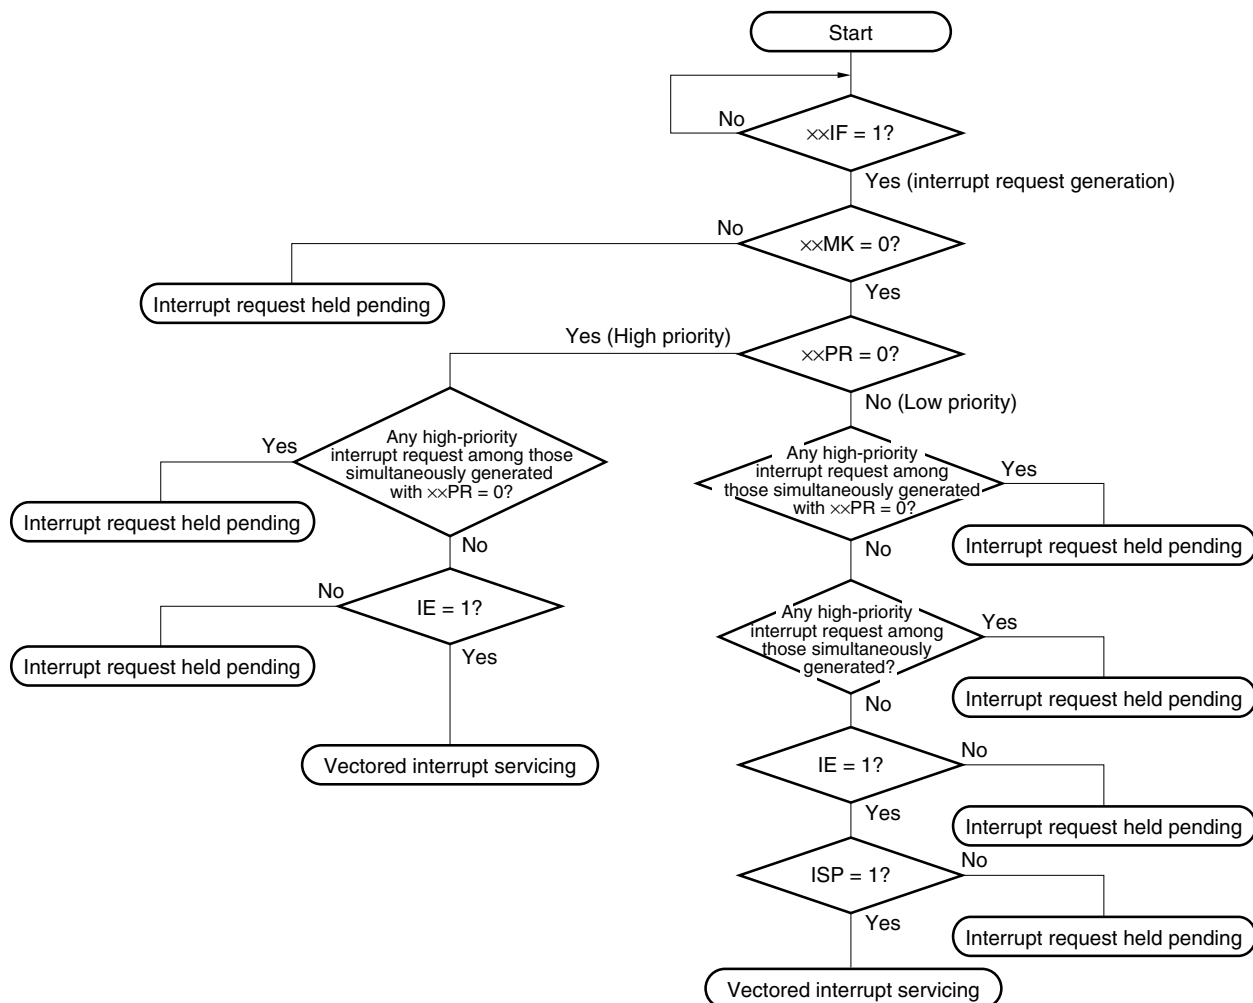 Start
No
××IF = 1?
Yes (interrupt request generation)
No
××MK = 0?
Interrupt request held pending
Yes
Yes (High priority)
××PR = 0?
No (Low priority)
Yes
Any high-priority
interrupt request among those
simultaneously generated
with ××PR = 0?
Interrupt request held pending
No
No
IE = 1?
Interrupt request held pending
Yes
Vectored interrupt servicing
Any high-priority
interrupt request among
those simultaneously generated
with ××PR = 0?
Yes
Interrupt request held pending
No
Any high-priority
interrupt request among
those simultaneously
generated?
Yes
Interrupt request held pending
No
IE = 1?
No
Interrupt request held pending
Yes
ISP = 1?
No
Interrupt request held pending
Yes
Vectored interrupt servicing